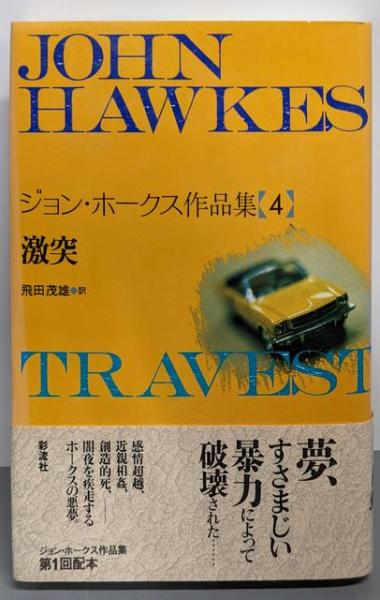 JOHN
HAWKES
ジョン・ホークス作品集【4】
激突
飛田茂雄◆訳
TRAVEST
夢、
すさまじい
暴力によって
破壊された……
感情超越、
近親相姦、
創造的死、――
闇夜を疾走する
ホークスの悪夢。
彩流社
ジョン・ホークス作品集
第1回配本